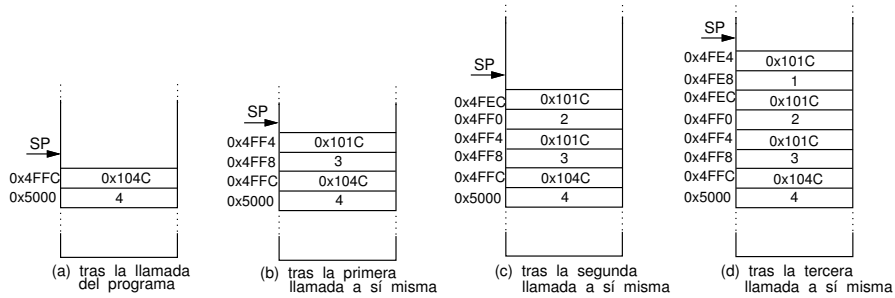 SP
0x4FFC 0x104C
0x5000 4
(a) tras la llamada
del programa
SP
0x4FF4 0x101C
0x4FF8 3
0x4FFC 0x104C
0x5000 4
(b) tras la primera
llamada a sí misma
SP
0x4FEC 0x101C
0x4FF0 2
0x4FF4 0x101C
0x4FF8 3
0x4FFC 0x104C
0x5000 4
(c) tras la segunda
llamada a sí misma
SP
0x4FE4 0x101C
0x4FE8 1
0x4FEC 0x101C
0x4FF0 2
0x4FF4 0x101C
0x4FF8 3
0x4FFC 0x104C
0x5000 4
(d) tras la tercera
llamada a sí misma